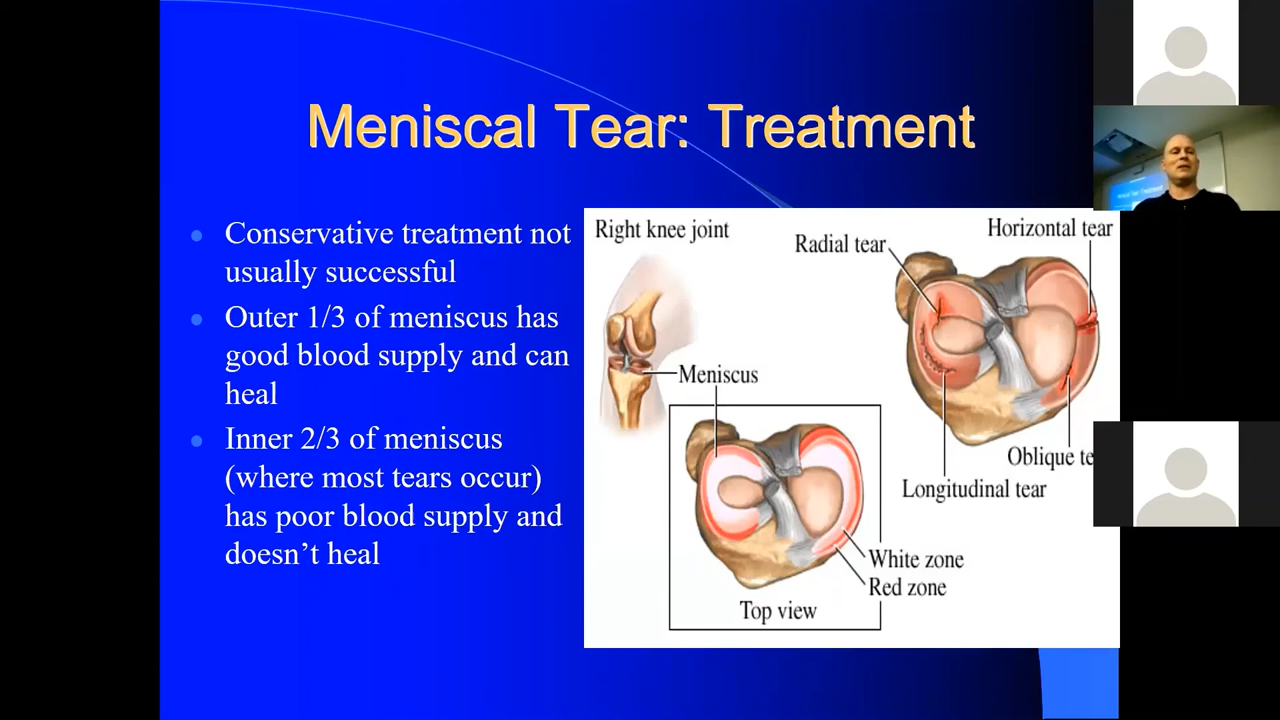 Meniscal Tear: Treatment
Conservative treatment not
usually successful
Outer 1/3 of meniscus has
good blood supply and can
heal
Inner 2/3 of meniscus
(where most tears occur)
has poor blood supply and
doesn't heal
Right knee joint
Radial tear
Horizontal tear
Meniscus
Oblique te
Longitudinal tear
White zone
Red zone
Top view